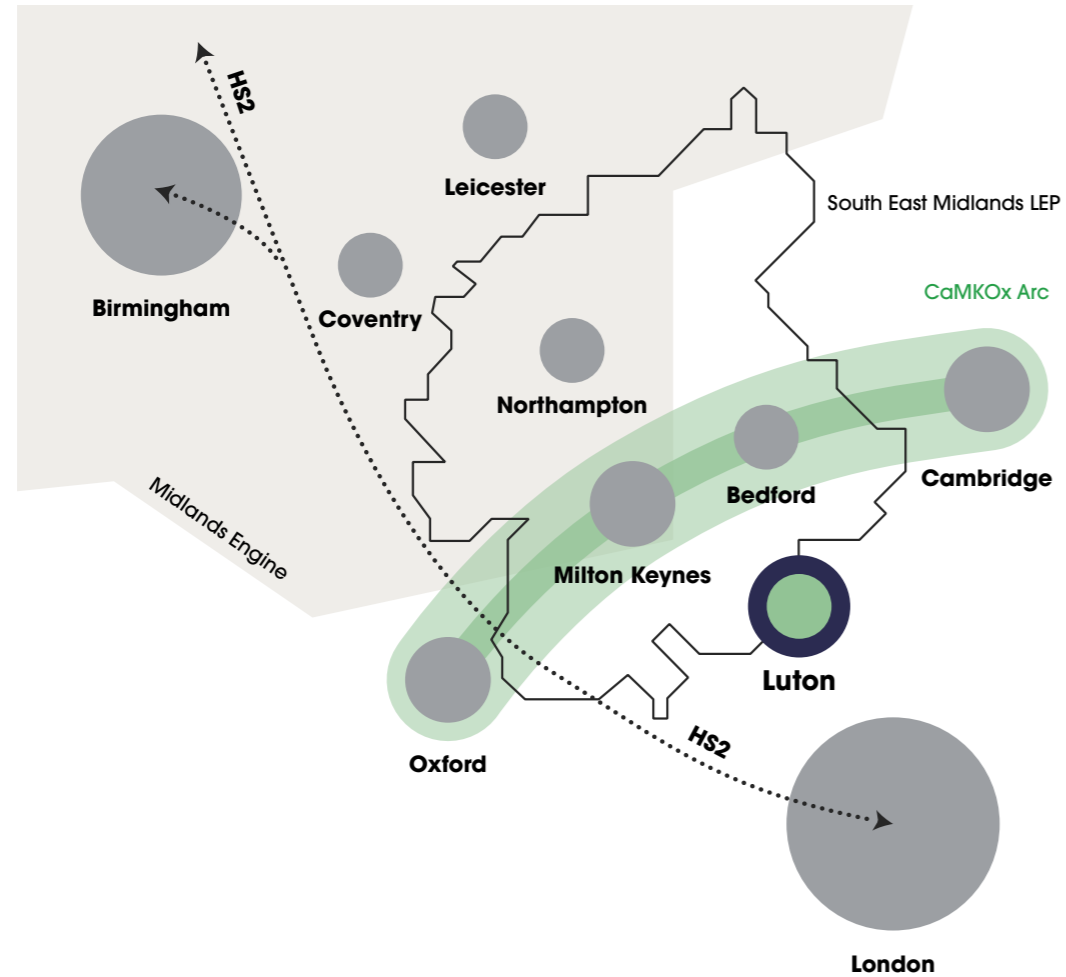 HS2
Leicester
South East Midlands LEP
CaMKOx Arc
Birmingham
Coventry
Northampton
Cambridge
Bedford
Midlands Engine
Milton Keynes
Luton
HS2
Oxford
London